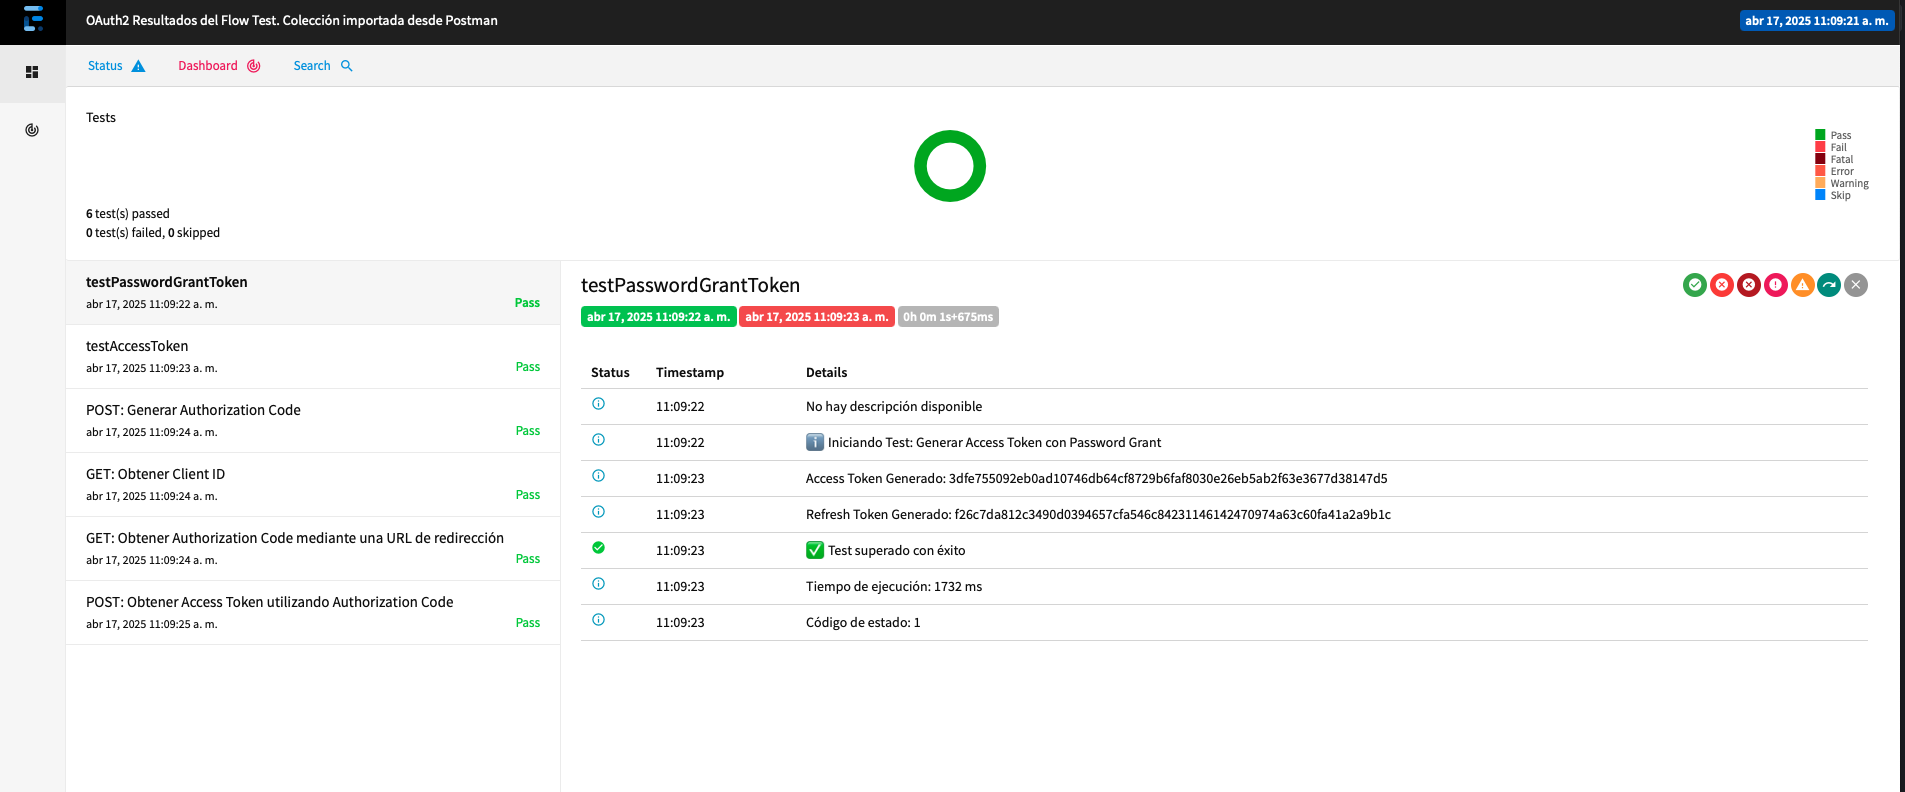 OAuth2 Resultados del Flow Test. Colección importada desde Postman
abr 17, 2025 11:09:21 a. m.
Status
Dashboard
Search
Tests
Pass
Fail
Fatal
Error
Warning
Skip
6 test(s) passed
0 test(s) failed, 0 skipped
testPasswordGrantToken
abr 17, 2025 11:09:22 a. m.
Pass
testAccessToken
abr 17, 2025 11:09:23 a. m.
Pass
POST: Generar Authorization Code
abr 17, 2025 11:09:24 a. m.
Pass
GET: Obtener Client ID
abr 17, 2025 11:09:24 a. m.
Pass
GET: Obtener Authorization Code mediante una URL de redirección
abr 17, 2025 11:09:24 a. m.
Pass
POST: Obtener Access Token utilizando Authorization Code
abr 17, 2025 11:09:25 a. m.
Pass
testPasswordGrantToken
abr 17, 2025 11:09:22 a. m. abr 17, 2025 11:09:23 a. m. 0h 0m 1s+675ms
Status Timestamp Details
11:09:22 No hay descripción disponible
11:09:22 ℹ️ Iniciando Test: Generar Access Token con Password Grant
11:09:23 Access Token Generado: 3dfe755092eb0ad10746db64cf8729b6faf8030e26eb5ab2f63e3677d38147d5
11:09:23 Refresh Token Generado: f26c7da812c3490d0394657cfa546c84231146142470974a63c60fa41a2a9b1c
11:09:23 ✅ Test superado con éxito
11:09:23 Tiempo de ejecución: 1732 ms
11:09:23 Código de estado: 1